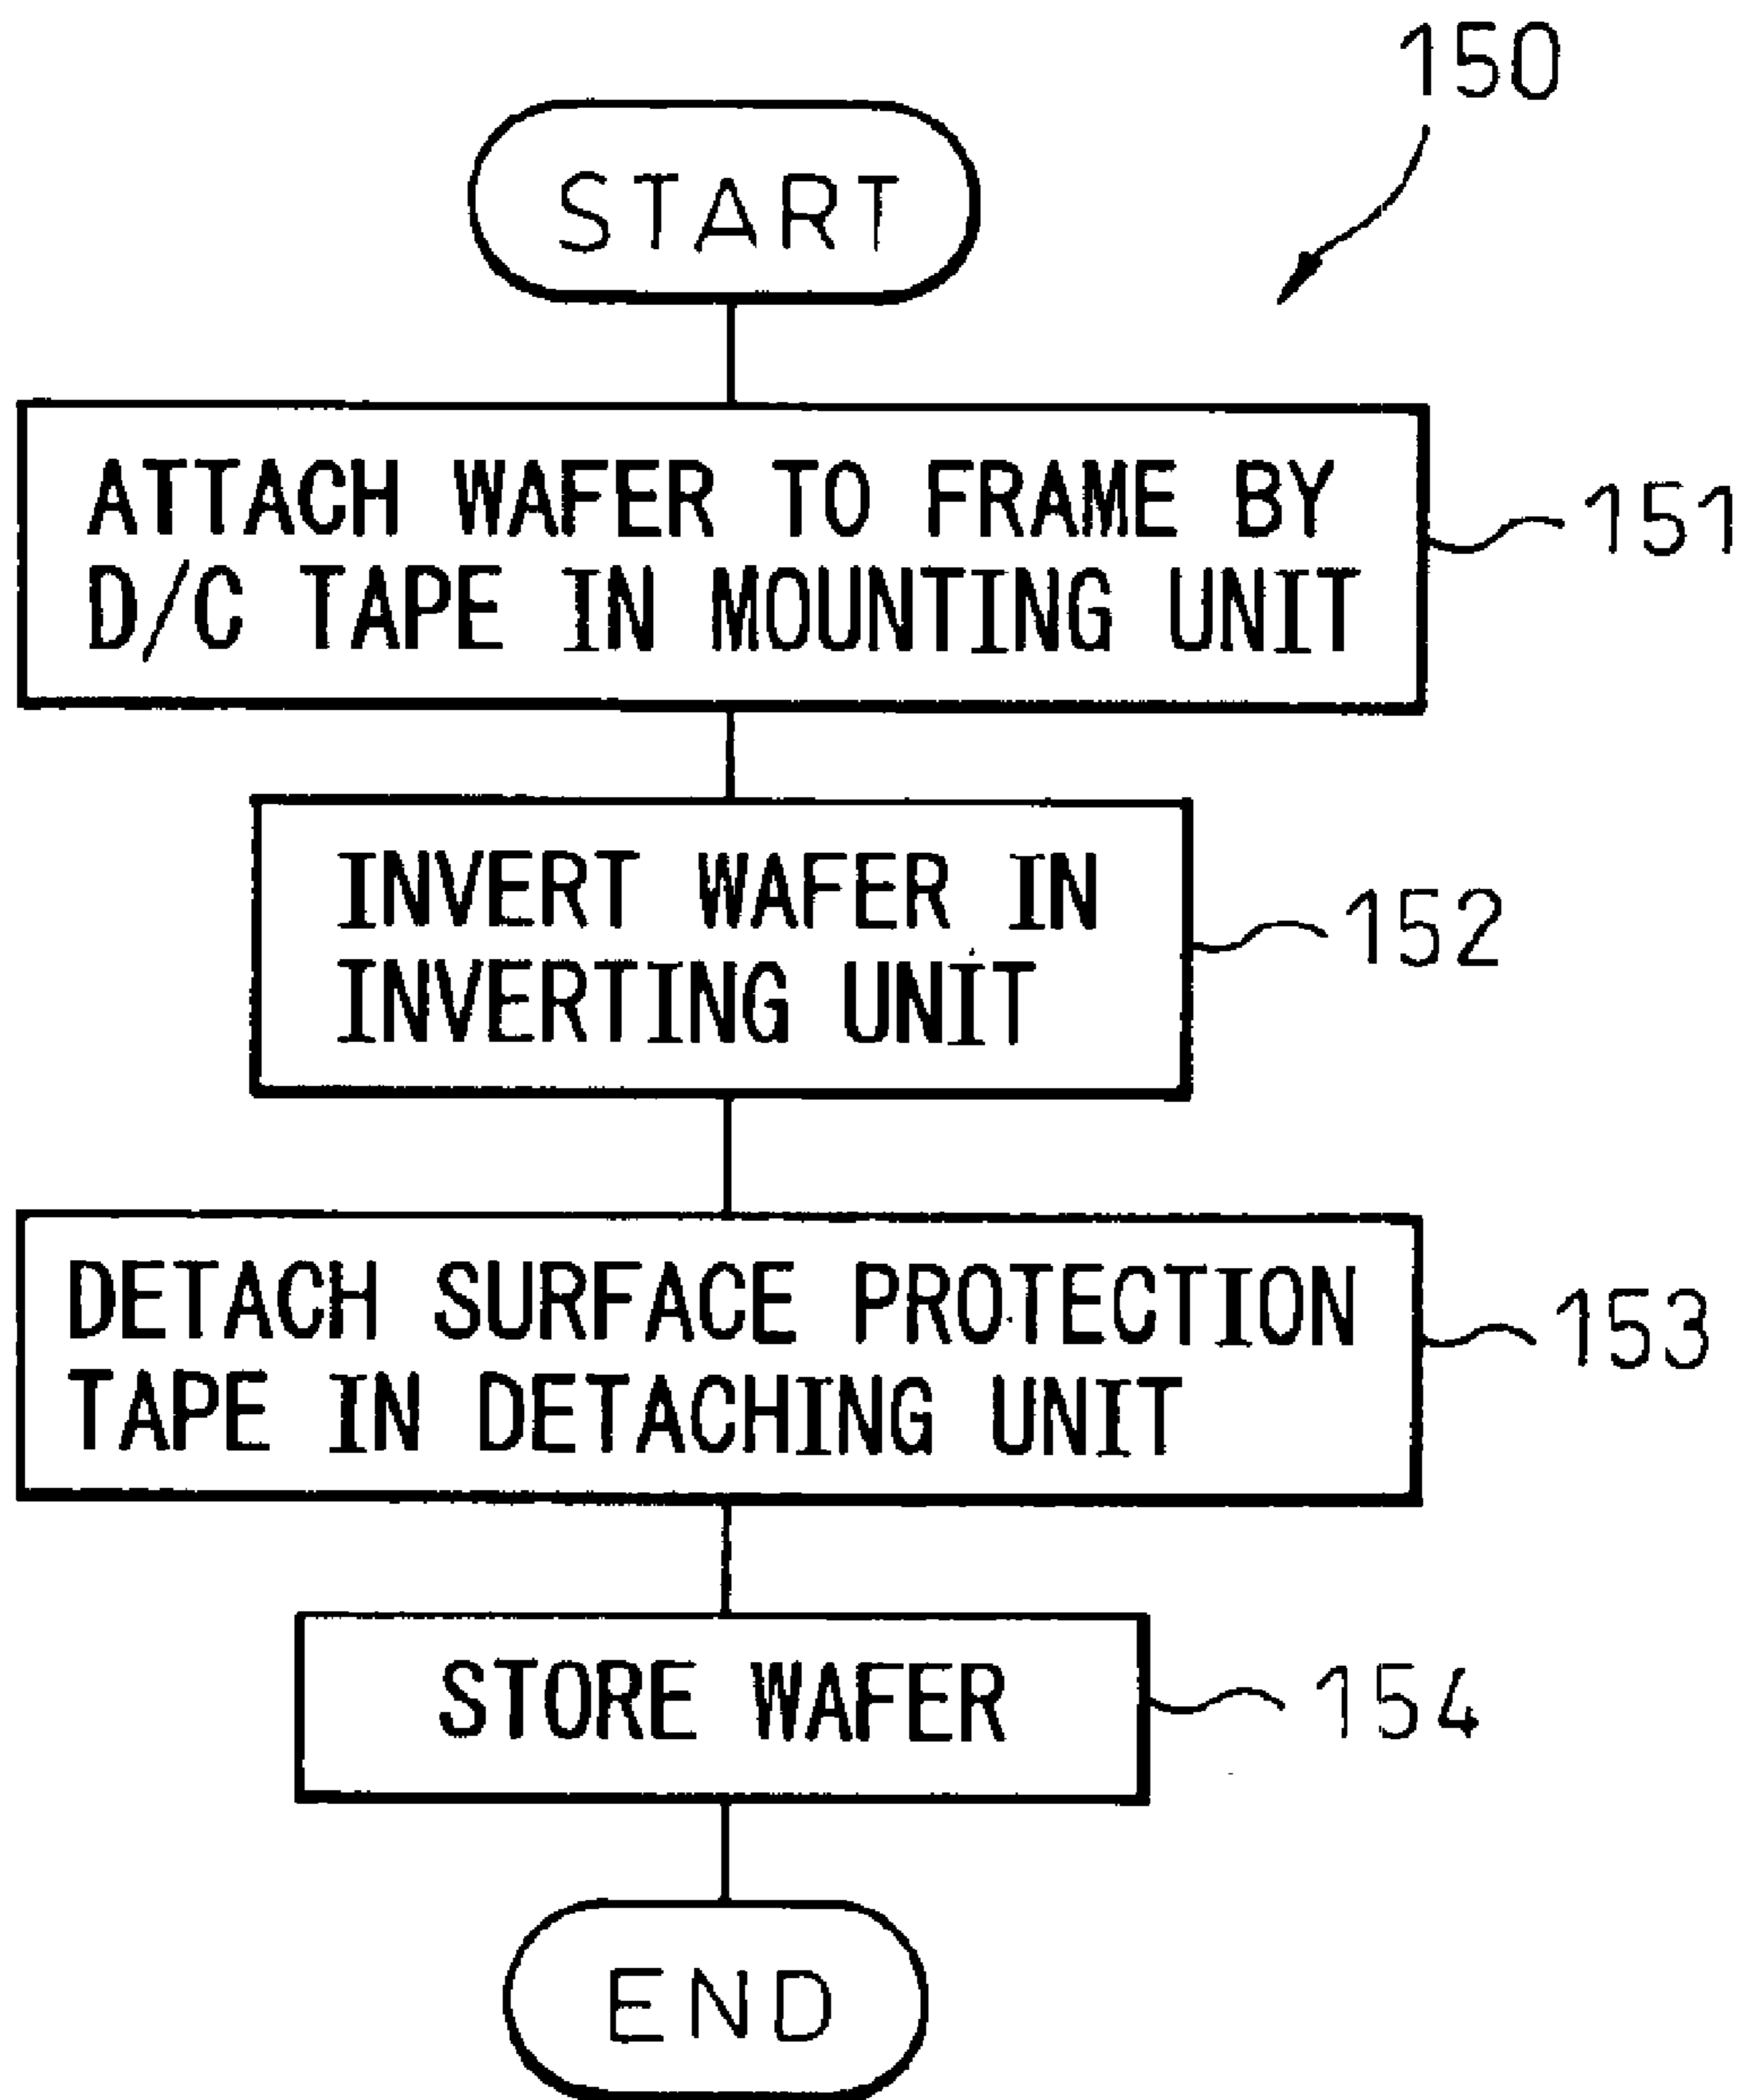 150
START
ATTACH WAFER TO FRAME BY
D/C TAPE IN MOUNTING UNIT
151
INVERT WAFER IN
INVERTING UNIT
152
DETACH SURFACE PROTECTION
TAPE IN DETACHING UNIT
153
STORE WAFER
154
END